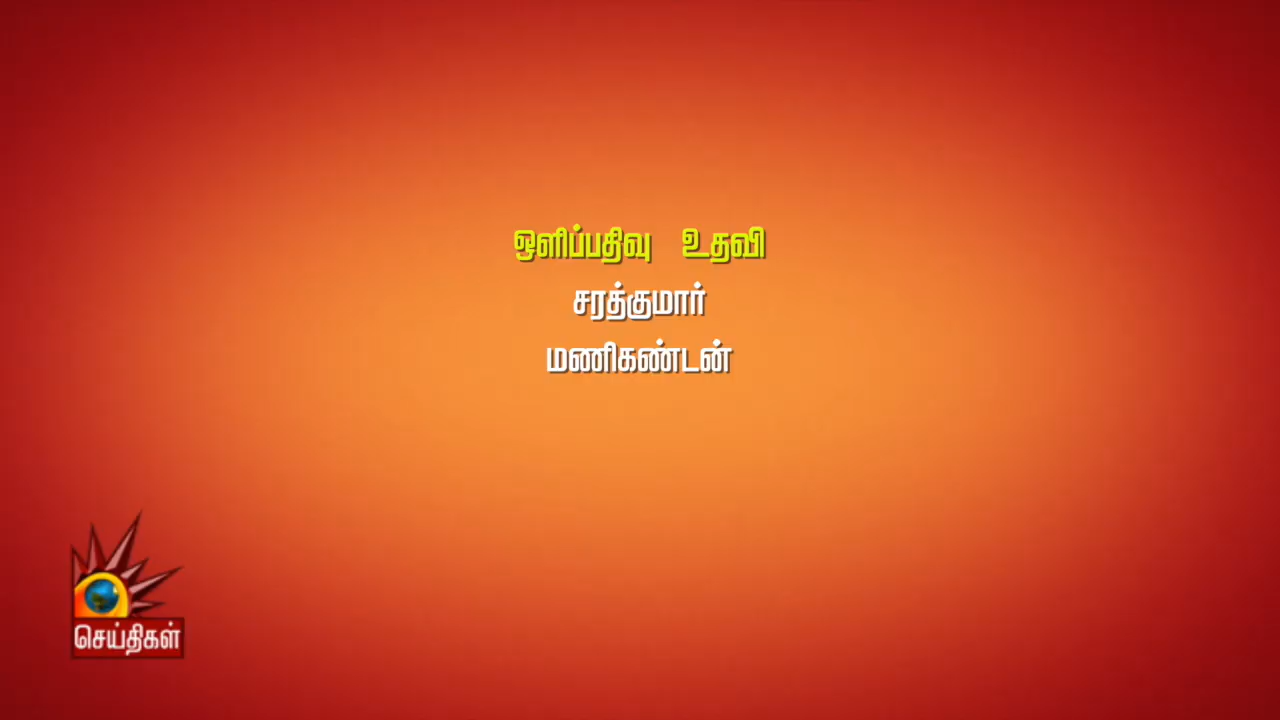 ஒளிப்பதிவு உதவி
சரத்குமார்
மணிகண்டன்
செய்திகள்